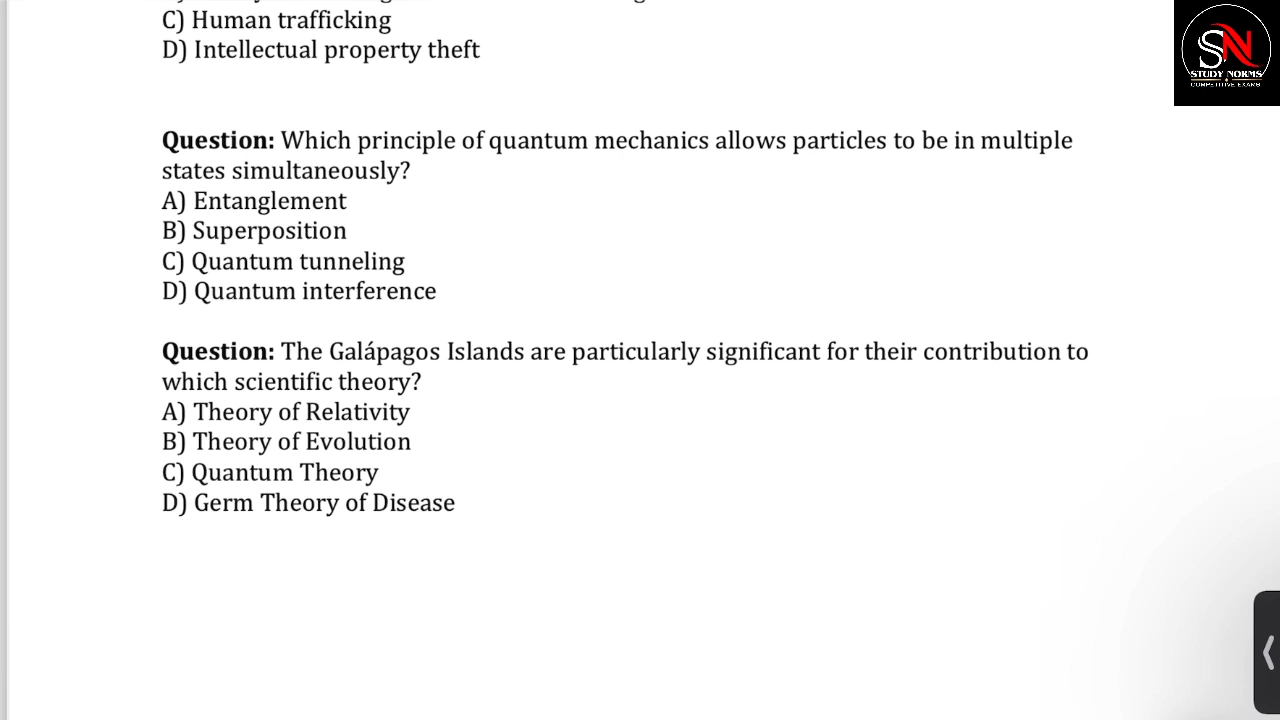 C) Human trafficking
D) Intellectual property theft
Question: Which principle of quantum mechanics allows particles to be in multiple
states simultaneously?
A) Entanglement
B) Superposition
C) Quantum tunneling
D) Quantum interference
Question: The Galápagos Islands are particularly significant for their contribution to
which scientific theory?
A) Theory of Relativity
B) Theory of Evolution
C) Quantum Theory
D) Germ Theory of Disease
SN
STUDY NORMS
COMPETITIVE EXAMS